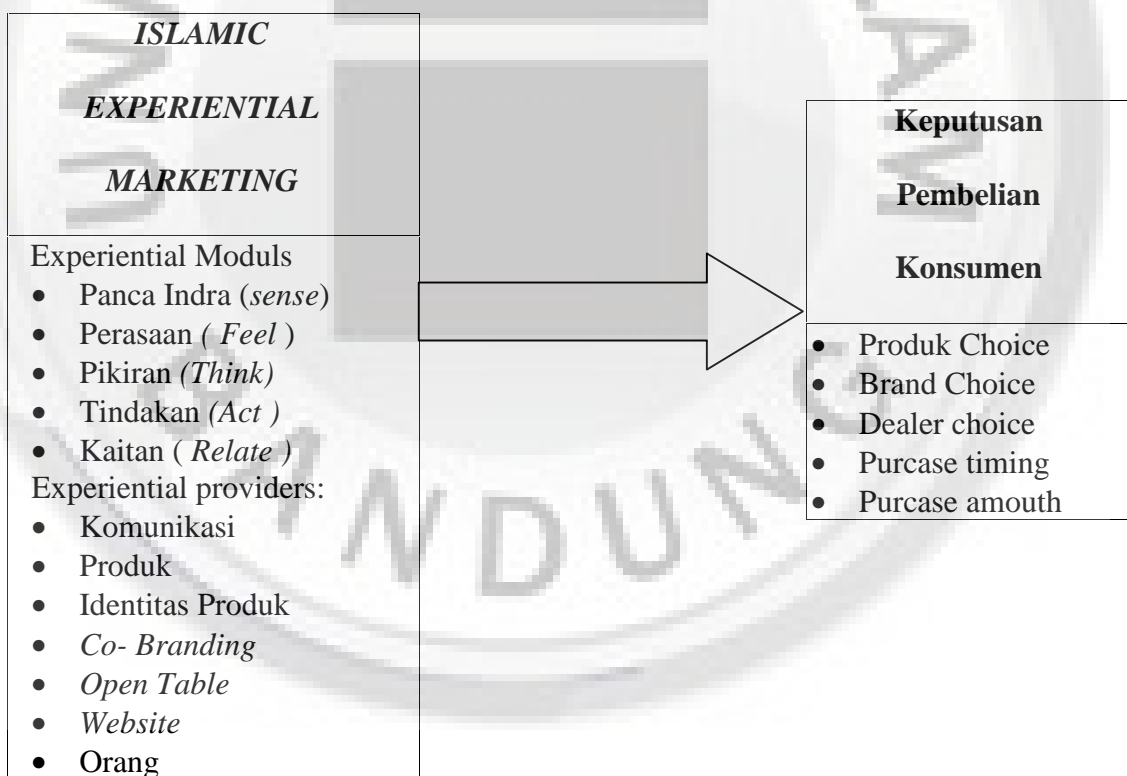 ISLAMIC
EXPERIENTIAL
MARKETING
Experiential Moduls
• Panca Indra (sense)
• Perasaan ( Feel )
• Pikiran (Think)
• Tindakan (Act )
• Kaitan ( Relate )
Experiential providers:
• Komunikasi
• Produk
• Identitas Produk
• Co- Branding
• Open Table
• Website
• Orang
Keputusan
Pembelian
Konsumen
• Produk Choice
• Brand Choice
• Dealer choice
• Purcase timing
• Purcase amouth
BANDUNG